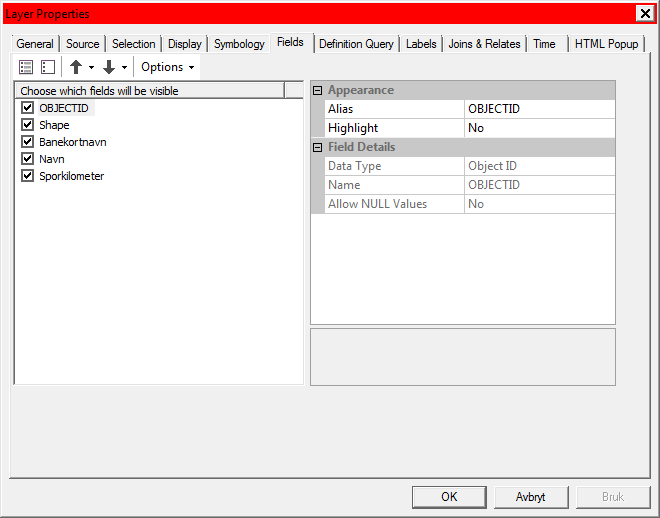 Layer Properties
General Source Selection Display Symbology Fields Definition Query Labels Joins & Relates Time HTML Popup
Options
Choose which fields will be visible
OBJECTID
Shape
Banekortnavn
Navn
Sporkilometer
Appearance
Alias OBJECTID
Highlight No
Field Details
Data Type Object ID
Name OBJECTID
Allow NULL Values No
OK Avbryt Bruk